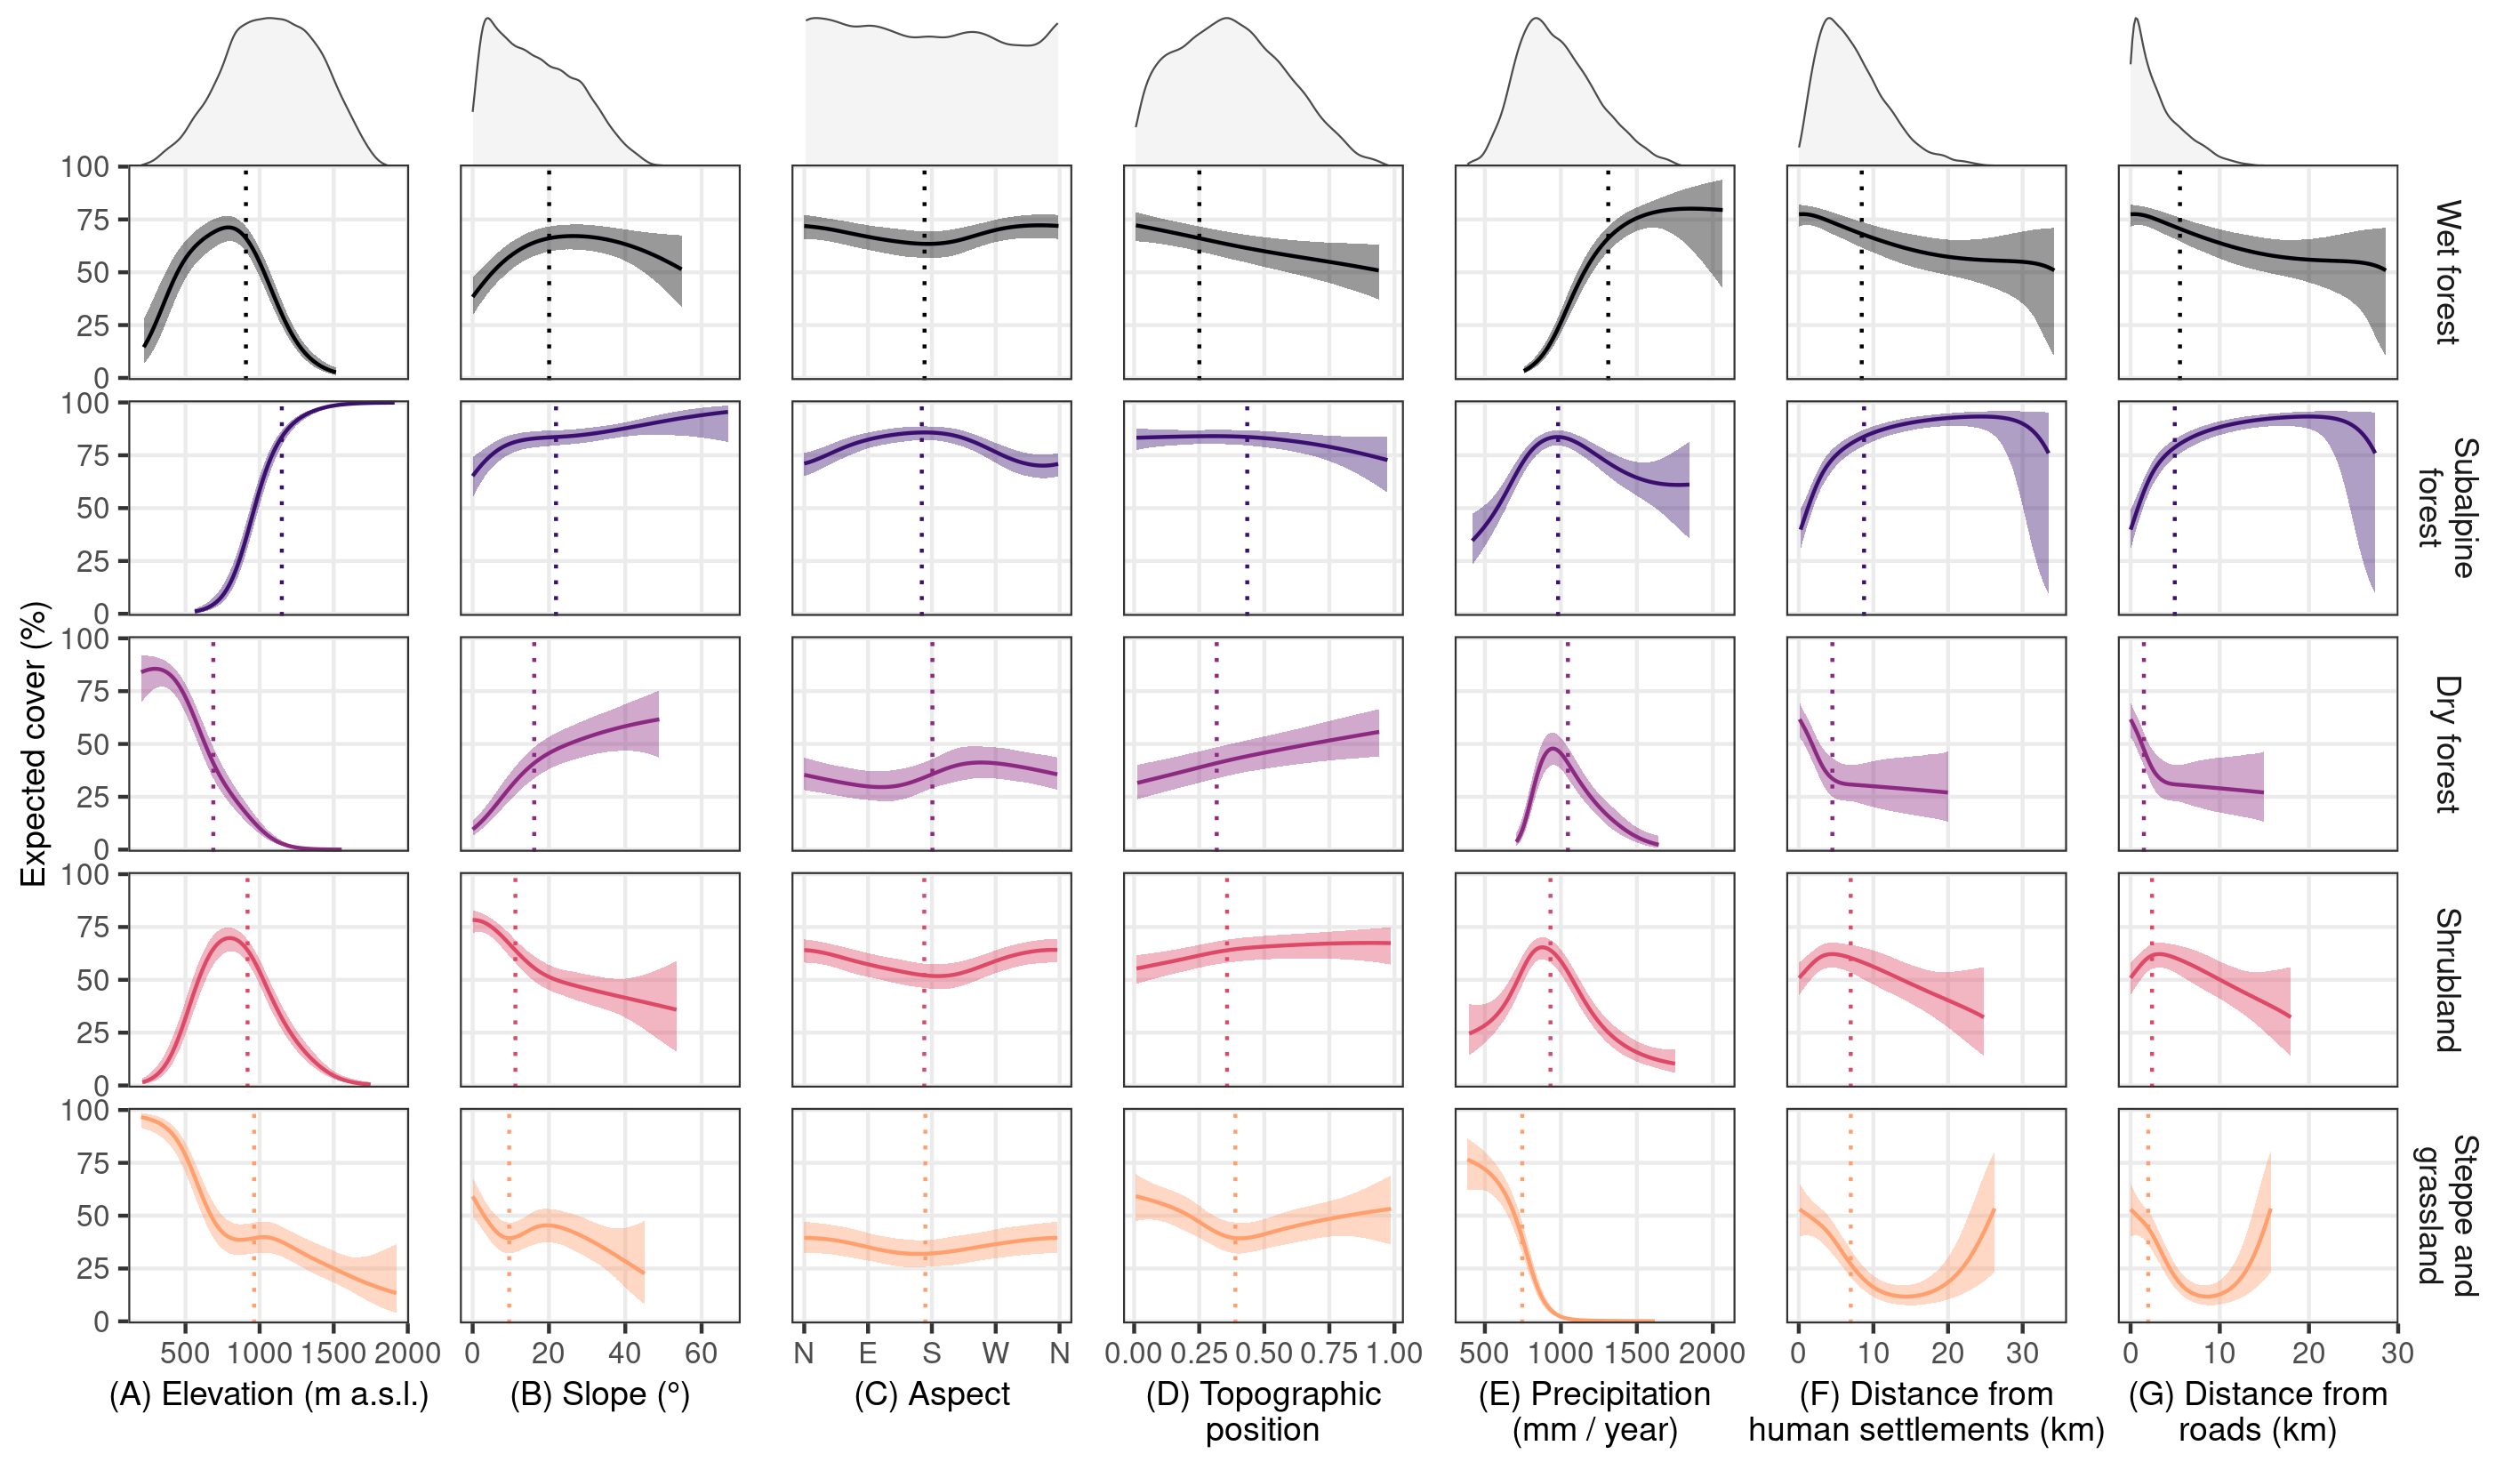 Expected cover (%)
100
75
50
25
0
Wet forest
100
75
50
25
0
Subalpine
forest
100
75
50
25
0
Dry forest
100
75
50
25
0
Shrubland
100
75
50
25
0
Steppe and
grassland
500 1000 1500 2000
0 20 40 60
N E S W N
0.00 0.25 0.50 0.75 1.00
500 1000 1500 2000
0 10 20 30
0 10 20 30
(A) Elevation (m a.s.l.)
(B) Slope (°)
(C) Aspect
(D) Topographic
position
(E) Precipitation
(mm / year)
(F) Distance from
human settlements (km)
(G) Distance from
roads (km)